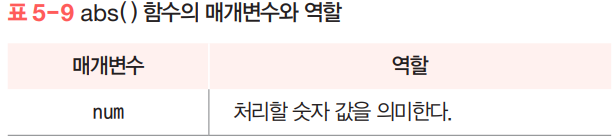 표 5-9 abs( ) 함수의 매개변수와 역할
매개변수 역할
num 처리할 숫자 값을 의미한다.